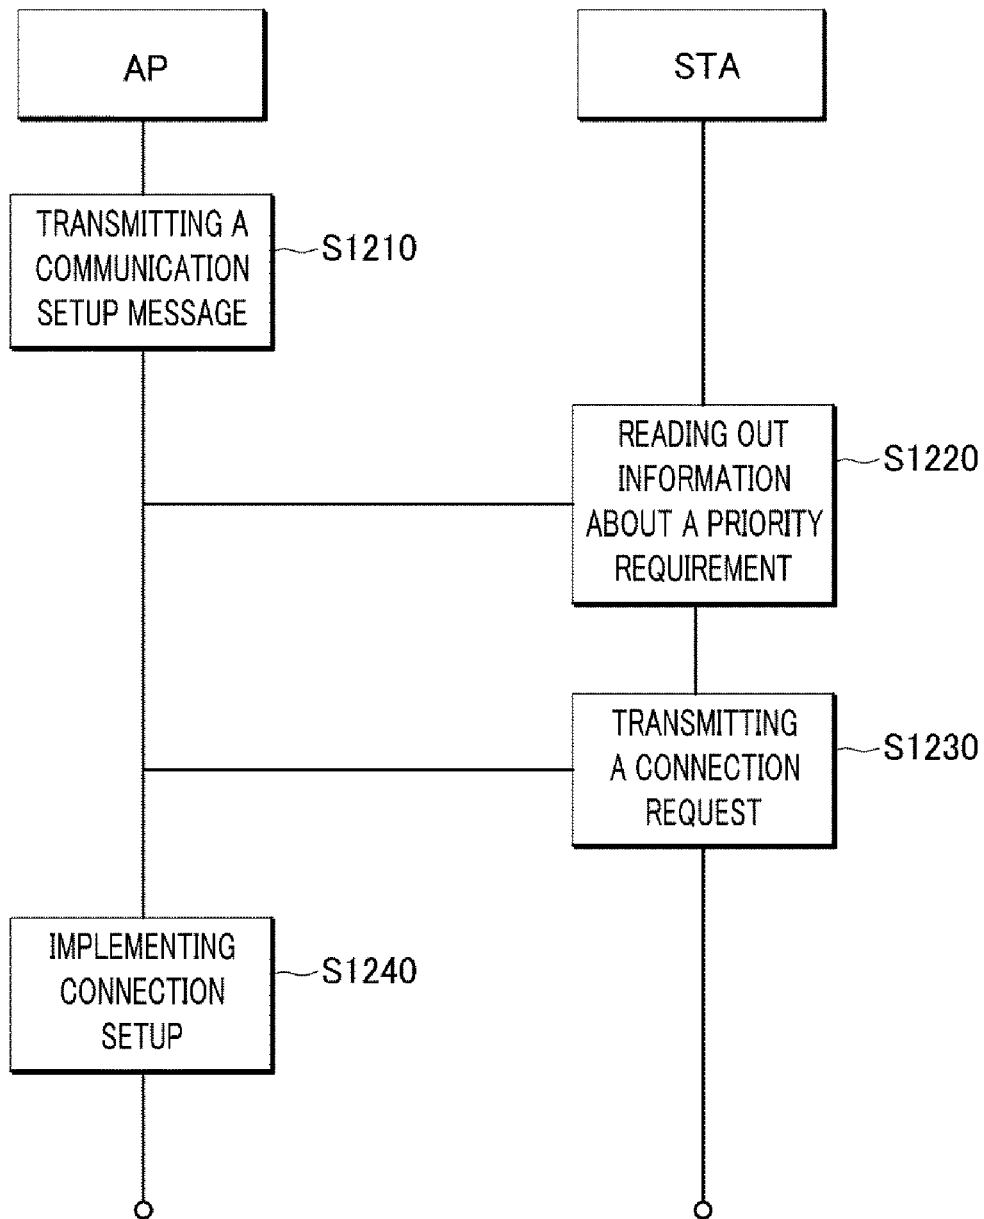 AP
STA
TRANSMITTING A
COMMUNICATION
SETUP MESSAGE
S1210
READING OUT
INFORMATION
ABOUT A PRIORITY
REQUIREMENT
S1220
TRANSMITTING
A CONNECTION
REQUEST
S1230
IMPLEMENTING
CONNECTION
SETUP
S1240